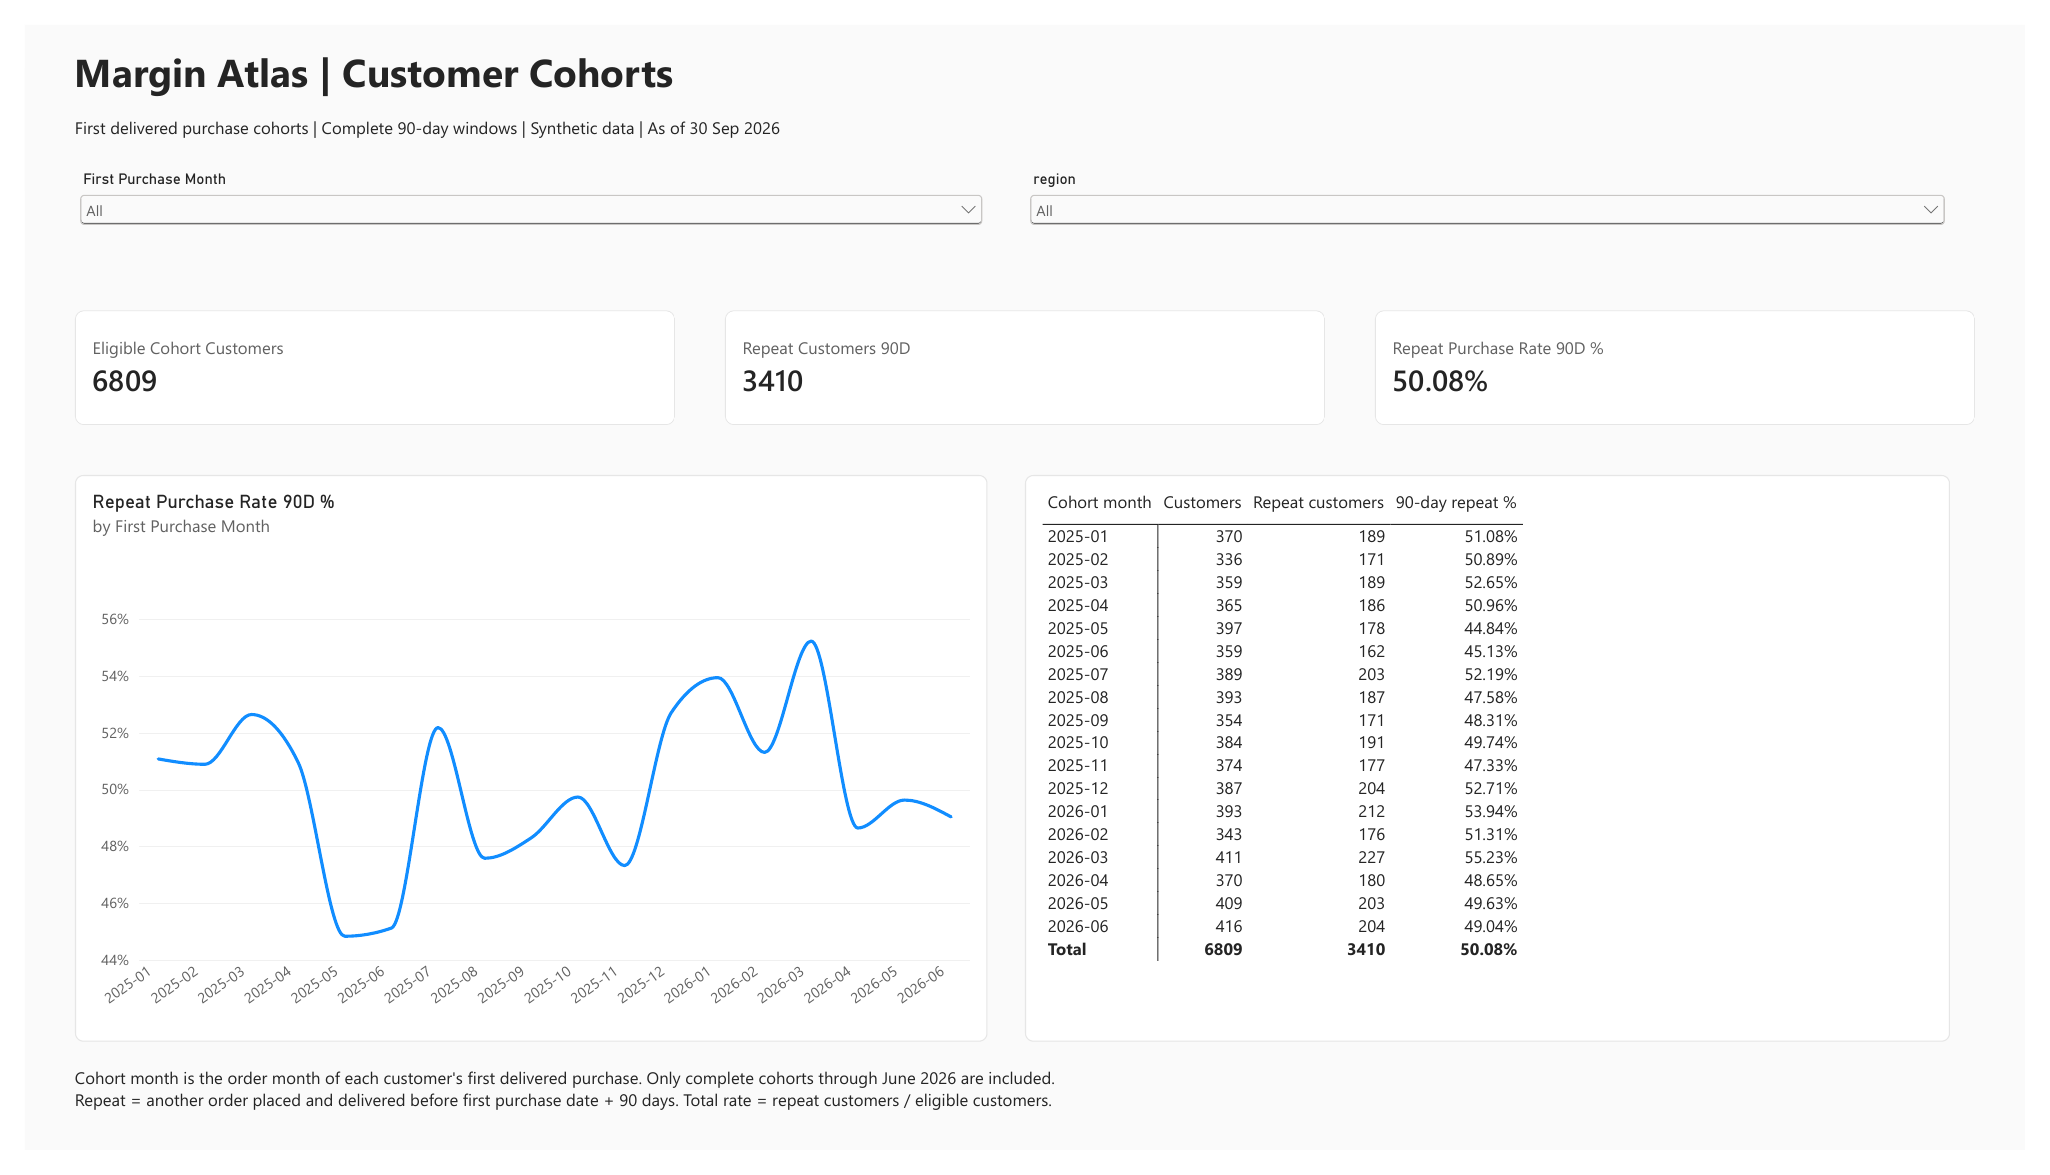 Margin Atlas | Customer Cohorts
First delivered purchase cohorts | Complete 90-day windows | Synthetic data | As of 30 Sep 2026
First Purchase Month
All
region
All
Eligible Cohort Customers
6809
Repeat Customers 90D
3410
Repeat Purchase Rate 90D %
50.08%
Repeat Purchase Rate 90D %
by First Purchase Month
56%
54%
52%
50%
48%
46%
44%
2025-01 2025-02 2025-03 2025-04 2025-05 2025-06 2025-07 2025-08 2025-09 2025-10 2025-11 2025-12 2026-01 2026-02 2026-03 2026-04 2026-05 2026-06
Cohort month Customers Repeat customers 90-day repeat %
2025-01 370 189 51.08%
2025-02 336 171 50.89%
2025-03 359 189 52.65%
2025-04 365 186 50.96%
2025-05 397 178 44.84%
2025-06 359 162 45.13%
2025-07 389 203 52.19%
2025-08 393 187 47.58%
2025-09 354 171 48.31%
2025-10 384 191 49.74%
2025-11 374 177 47.33%
2025-12 387 204 52.71%
2026-01 393 212 53.94%
2026-02 343 176 51.31%
2026-03 411 227 55.23%
2026-04 370 180 48.65%
2026-05 409 203 49.63%
2026-06 416 204 49.04%
Total 6809 3410 50.08%
Cohort month is the order month of each customer's first delivered purchase. Only complete cohorts through June 2026 are included.
Repeat = another order placed and delivered before first purchase date + 90 days. Total rate = repeat customers / eligible customers.